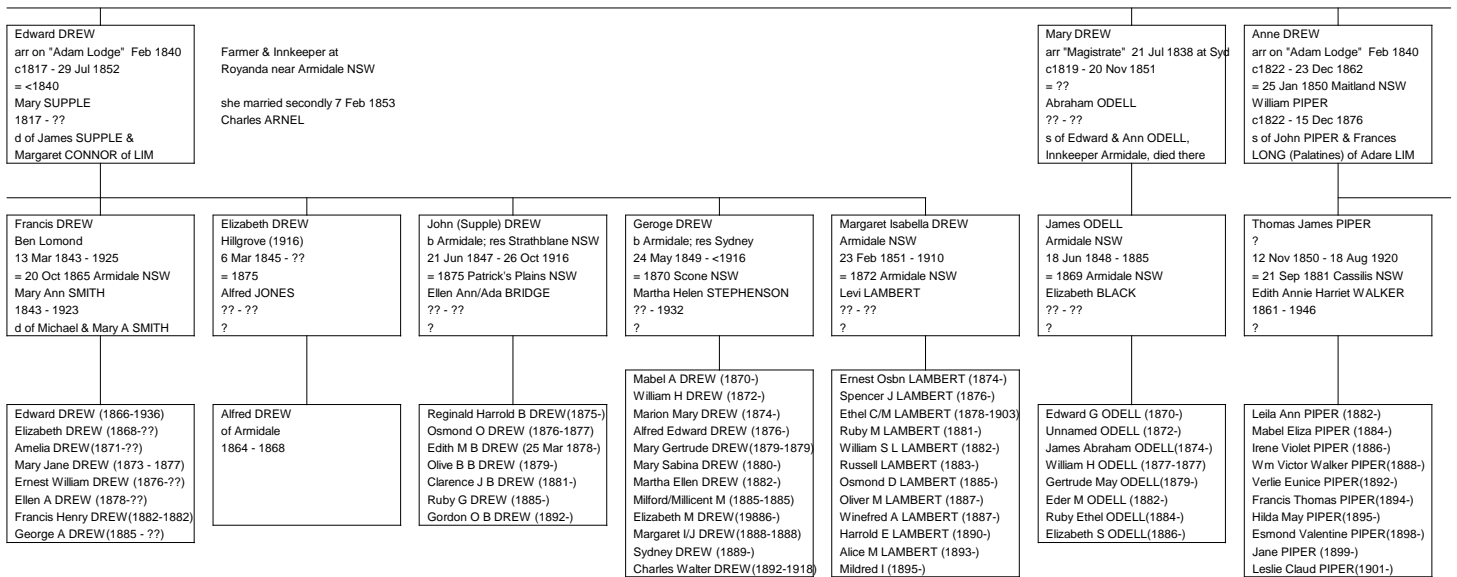 Edward DREW
arr on "Adam Lodge" Feb 1840
c1817 - 29 Jul 1852
= <1840
Mary SUPPLE
1817 - ??
d of James SUPPLE &
Margaret CONNOR of LIM
Farmer & Innkeeper at
Royanda near Armidale NSW
she married secondly 7 Feb 1853
Charles ARNEL
Mary DREW
arr "Magistrate" 21 Jul 1838 at Syd
c1819 - 20 Nov 1851
= ??
Abraham ODELL
?? - ??
s of Edward & Ann ODELL,
Innkeeper Armidale, died there
Anne DREW
arr on "Adam Lodge" Feb 1840
c1822 - 23 Dec 1862
= 25 Jan 1850 Maitland NSW
William PIPER
c1822 - 15 Dec 1876
s of John PIPER & Frances
LONG (Palatines) of Adare LIM
Francis DREW
Ben Lomond
13 Mar 1843 - 1925
= 20 Oct 1865 Armidale NSW
Mary Ann SMITH
1843 - 1923
d of Michael & Mary A SMITH
Elizabeth DREW
Hillgrove (1916)
6 Mar 1845 - ??
= 1875
Alfred JONES
?? - ??
?
John (Supple) DREW
b Armidale; res Strathblane NSW
21 Jun 1847 - 26 Oct 1916
= 1875 Patrick's Plains NSW
Ellen Ann/Ada BRIDGE
?? - ??
?
Geroge DREW
b Armidale; res Sydney
24 May 1849 - <1916
= 1870 Scone NSW
Martha Helen STEPHENSON
?? - 1932
?
Margaret Isabella DREW
Armidale NSW
23 Feb 1851 - 1910
= 1872 Armidale NSW
Levi LAMBERT
?? - ??
?
James ODELL
Armidale NSW
18 Jun 1848 - 1885
= 1869 Armidale NSW
Elizabeth BLACK
?? - ??
?
Thomas James PIPER
?
12 Nov 1850 - 18 Aug 1920
= 21 Sep 1881 Cassilis NSW
Edith Annie Harriet WALKER
1861 - 1946
?
Edward DREW (1866-1936)
Elizabeth DREW (1868-??)
Amelia DREW(1871-??)
Mary Jane DREW (1873 - 1877)
Ernest William DREW (1876-??)
Ellen A DREW (1878-??)
Francis Henry DREW(1882-1882)
George A DREW(1885 - ??)
Alfred DREW
of Armidale
1864 - 1868
Reginald Harrold B DREW(1875-)
Osmond O DREW (1876-1877)
Edith M B DREW (25 Mar 1878-)
Olive B B DREW (1879-)
Clarence J B DREW (1881-)
Ruby G DREW (1885-)
Gordon O B DREW (1892-)
Mabel A DREW (1870-)
William H DREW (1872-)
Marion Mary DREW (1874-)
Alfred Edward DREW (1876-)
Mary Gertrude DREW(1879-1879)
Mary Sabina DREW (1880-)
Martha Ellen DREW (1882-)
Milford/Millicent M (1885-1885)
Elizabeth M DREW (19886-)
Margaret I/J DREW(1888-1888)
Sydney DREW (1889-)
Charles Walter DREW(1892-1918)
Ernest Osbn LAMBERT (1874-)
Spencer J LAMBERT (1876-)
Ethel C/M LAMBERT (1878-1903)
Ruby M LAMBERT (1881-)
William S L LAMBERT (1882-)
Russell LAMBERT (1883-)
Osmond D LAMBERT (1885-)
Oliver M LAMBERT (1887-)
Winefred A LAMBERT (1887-)
Harrold E LAMBERT (1890-)
Alice M LAMBERT (1893-)
Mildred I (1895-)
Edward G ODELL (1870-)
Unnamed ODELL (1872-)
James Abraham ODELL(1874-)
William H ODELL (1877-1877)
Gertrude May ODELL(1879-)
Eder M ODELL (1882-)
Ruby Ethel ODELL(1884-)
Elizabeth S ODELL(1886-)
Leila Ann PIPER (1882-)
Mabel Eliza PIPER (1884-)
Irene Violet PIPER (1886-)
Wm Victor Walker PIPER(1888-)
Verlie Eunice PIPER(1892-)
Francis Thomas PIPER(1894-)
Hilda May PIPER(1895-)
Esmond Valentine PIPER(1898-)
Jane PIPER (1899-)
Leslie Claud PIPER(1901-)